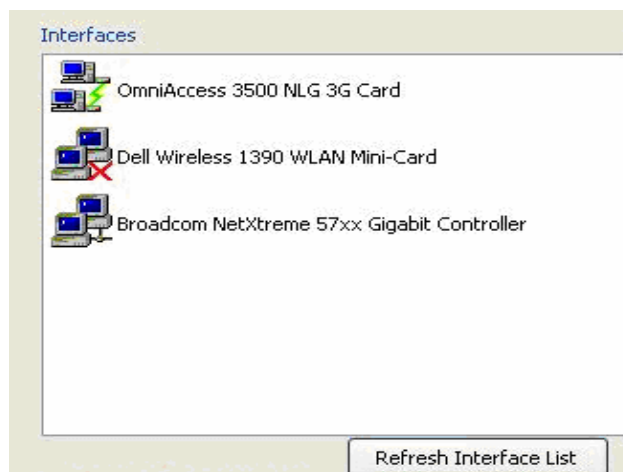 Interfaces
OmniAccess 3500 NLG 3G Card
Dell Wireless 1390 WLAN Mini-Card
Broadcom NetXtreme 57xx Gigabit Controller
Refresh Interface List